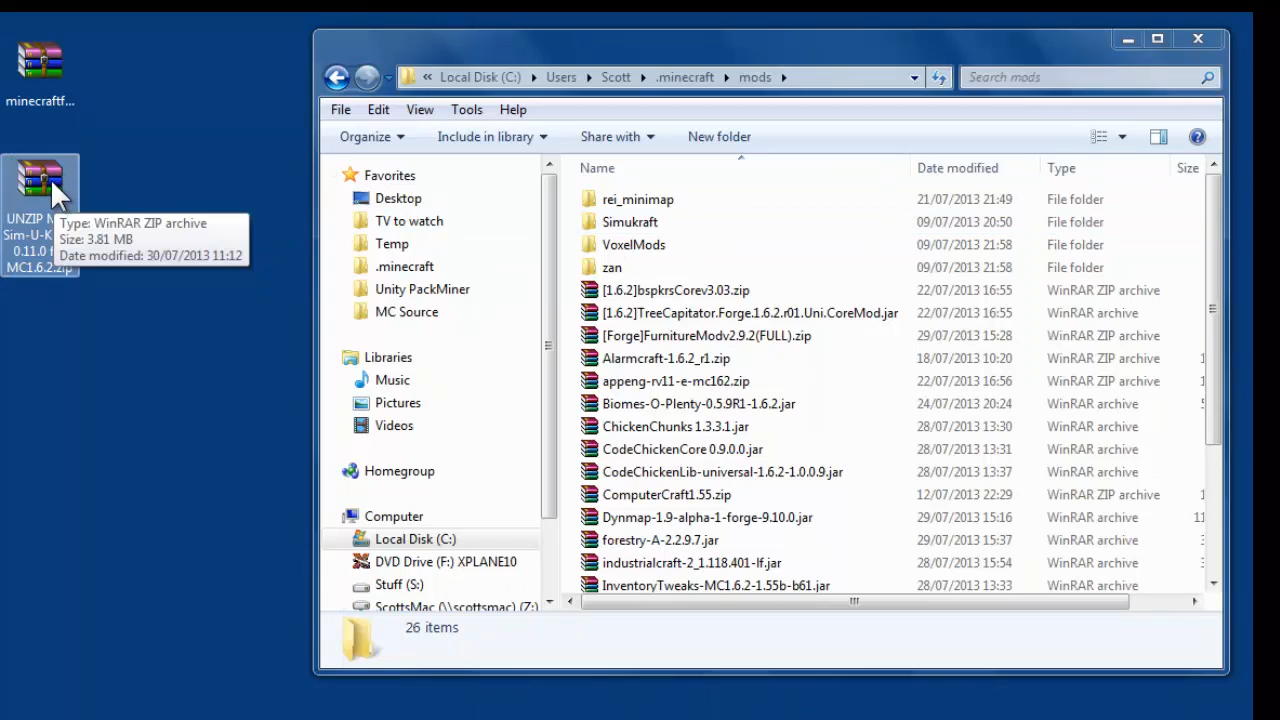 minecraftf...
UNZIP
Sim-U-K
0.11.0
MC1.6.2.zip
Type: WinRAR ZIP archive
Size: 3.81 MB
Date modified: 30/07/2013 11:12
« Local Disk (C:) Users Scott .minecraft mods
Search mods
File Edit View Tools Help
Organize Include in library Share with New folder
Favorites
Desktop
TV to watch
Temp
.minecraft
Unity PackMiner
MC Source
Libraries
Music
Pictures
Videos
Homegroup
Computer
Local Disk (C:)
DVD Drive (F:) XPLANE10
Stuff (S:)
ScottsMac (\\scottsmac) (Z:)
Name Date modified Type Size
rei_minimap 21/07/2013 21:49 File folder
Simukraft 09/07/2013 20:50 File folder
VoxelMods 09/07/2013 21:58 File folder
zan 09/07/2013 21:58 File folder
[1.6.2]bspkrsCorev3.03.zip 22/07/2013 16:55 WinRAR ZIP archive
[1.6.2]TreeCapitator.Forge.1.6.2.r01.Uni.CoreMod.jar 22/07/2013 16:55 WinRAR archive
[Forge]FurnitureModv2.9.2(FULL).zip 29/07/2013 15:28 WinRAR ZIP archive
Alarmcraft-1.6.2_r1.zip 18/07/2013 10:20 WinRAR ZIP archive
appeng-rv11-e-mc162.zip 22/07/2013 16:56 WinRAR ZIP archive
Biomes-O-Plenty-0.5.9R1-1.6.2.jar 24/07/2013 20:24 WinRAR archive
ChickenChunks 1.3.3.1.jar 28/07/2013 13:30 WinRAR archive
CodeChickenCore 0.9.0.0.jar 28/07/2013 13:31 WinRAR archive
CodeChickenLib-universal-1.6.2-1.0.0.9.jar 28/07/2013 13:37 WinRAR archive
ComputerCraft1.55.zip 12/07/2013 22:29 WinRAR ZIP archive
Dynmap-1.9-alpha-1-forge-9.10.0.jar 29/07/2013 15:16 WinRAR archive 11
forestry-A-2.2.9.7.jar 29/07/2013 15:37 WinRAR archive
industrialcraft-2_1.118.401-lf.jar 28/07/2013 15:54 WinRAR archive
InventoryTweaks-MC1.6.2-1.55b-b61.jar 28/07/2013 13:33 WinRAR archive
26 items